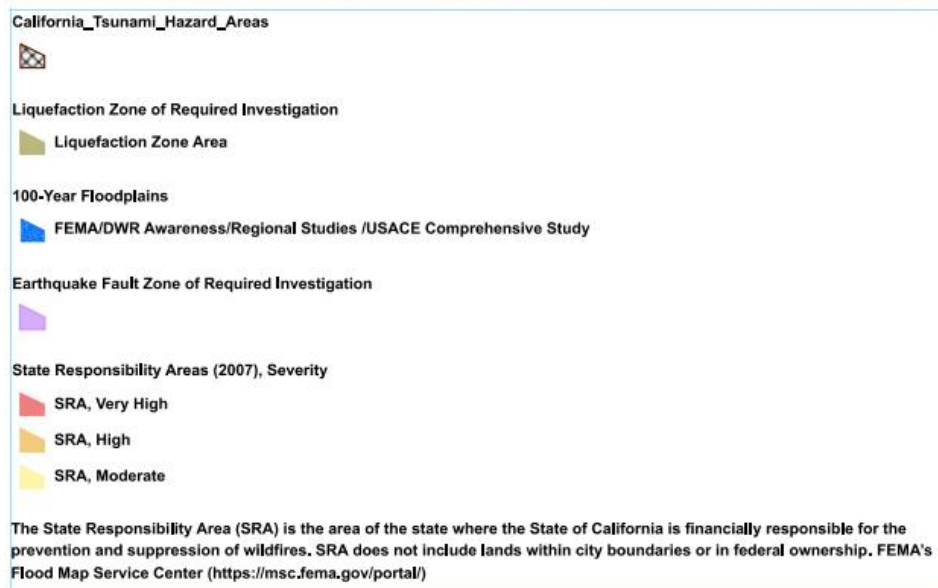 California_Tsunami_Hazard_Areas
Liquefaction Zone of Required Investigation
Liquefaction Zone Area
100-Year Floodplains
FEMA/DWR Awareness/Regional Studies /USACE Comprehensive Study
Earthquake Fault Zone of Required Investigation
State Responsibility Areas (2007), Severity
SRA, Very High
SRA, High
SRA, Moderate
The State Responsibility Area (SRA) is the area of the state where the State of California is financially responsible for the
prevention and suppression of wildfires. SRA does not include lands within city boundaries or in federal ownership. FEMA's
Flood Map Service Center (https://msc.fema.gov/portal/)